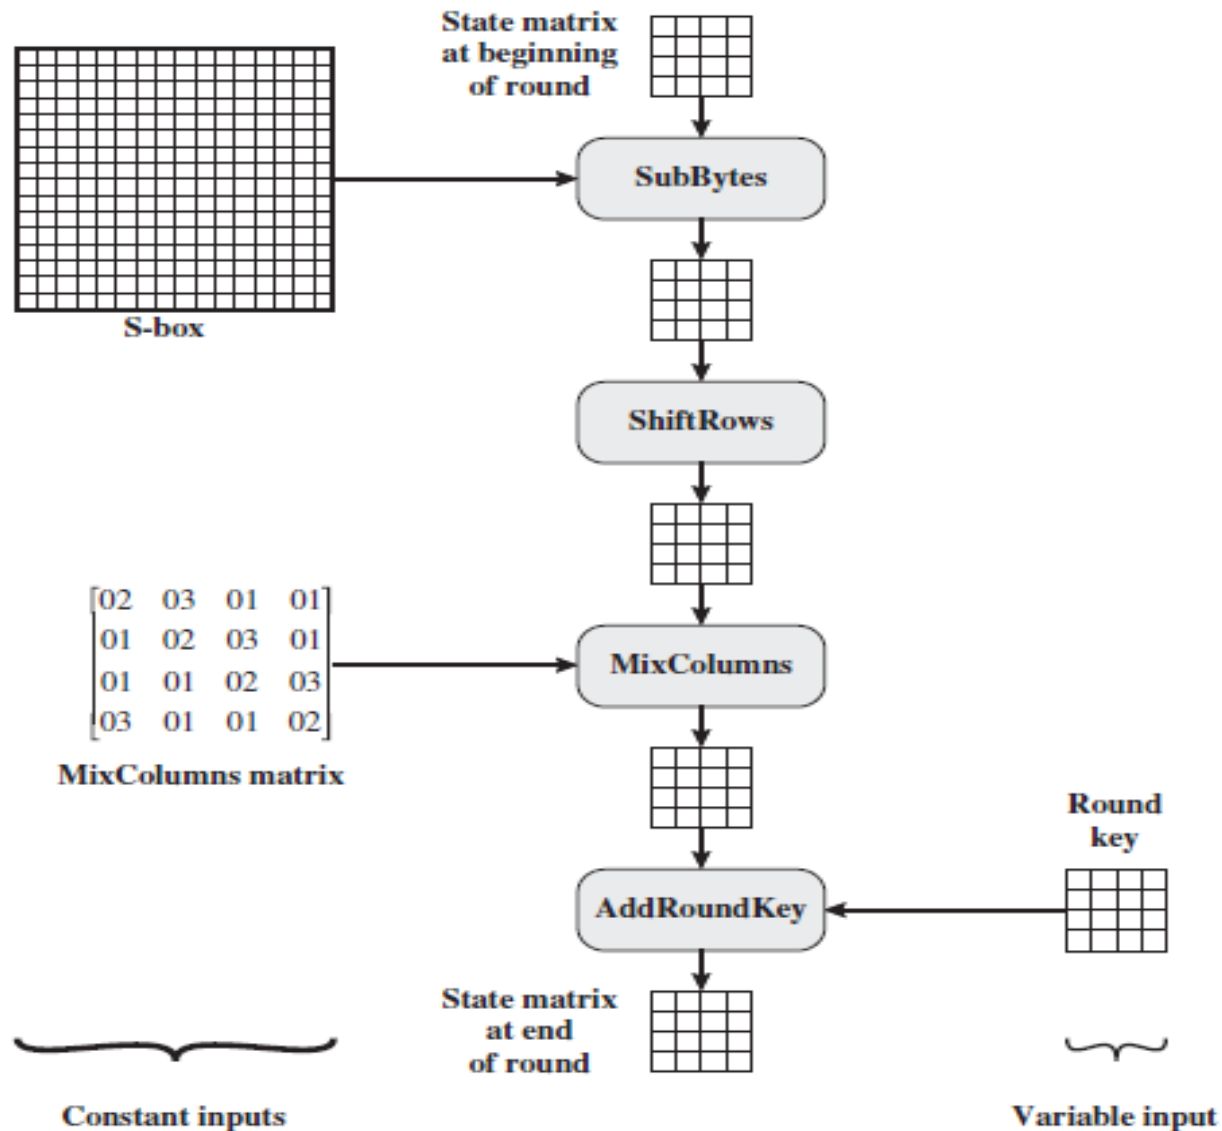 State matrix
at beginning
of round
SubBytes
S-box
ShiftRows
02 03 01 01
01 02 03 01
01 01 02 03
03 01 01 02
MixColumns
MixColumns matrix
Round
key
AddRoundKey
State matrix
at end
of round
Constant inputs
Variable input